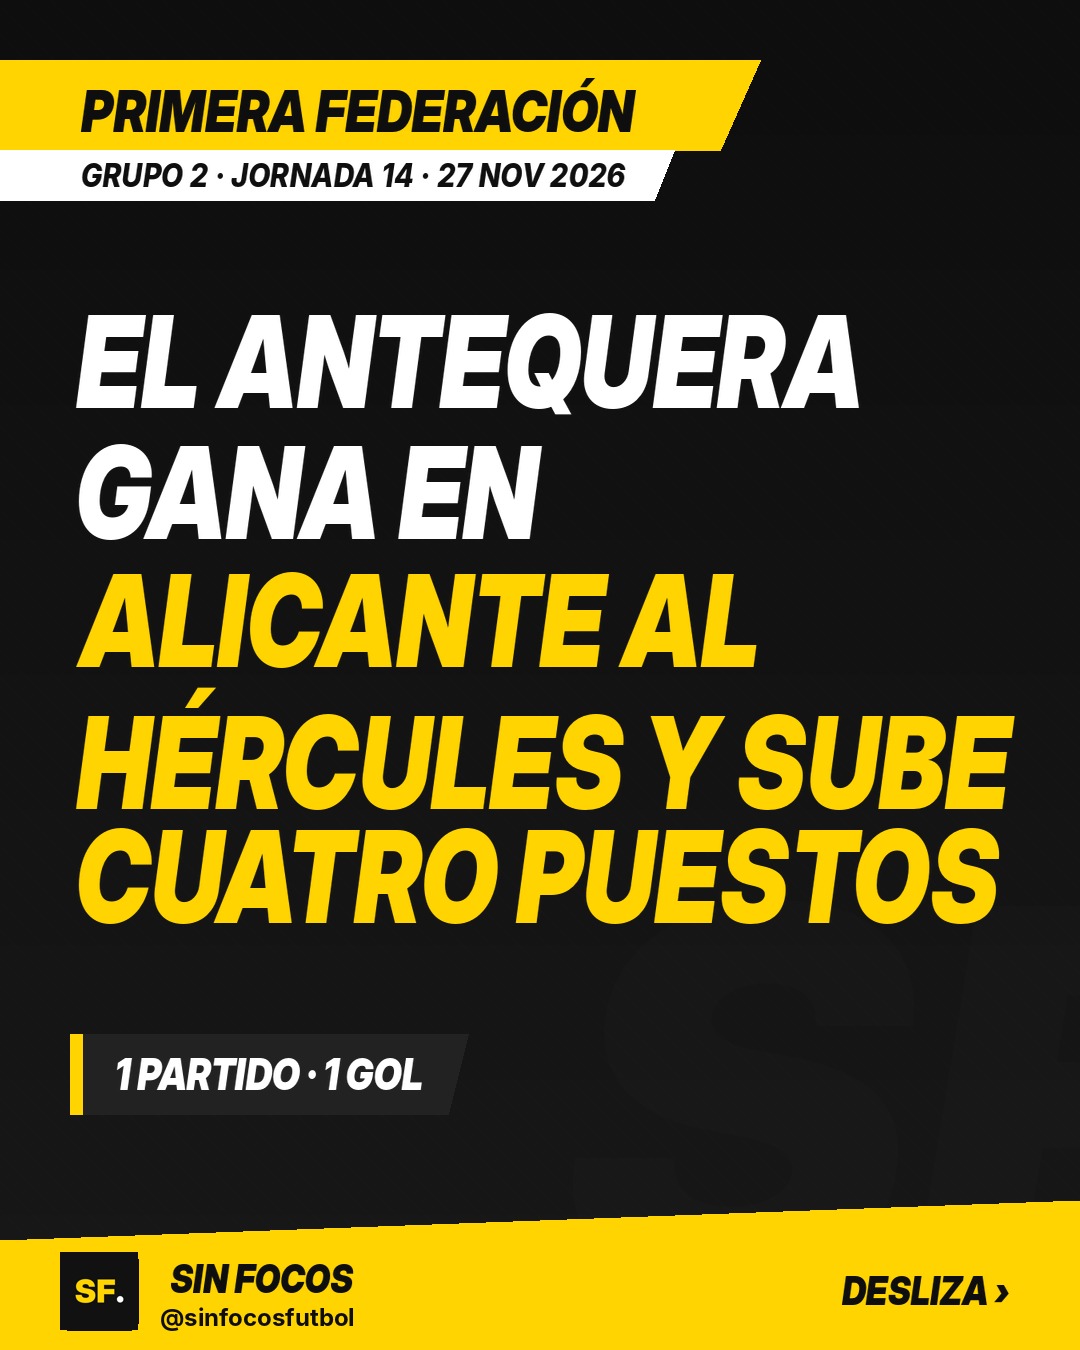 PRIMERA FEDERACIÓN
GRUPO 2 · JORNADA 14 · 27 NOV 2026
EL ANTEQUERA
GANA EN
ALICANTE AL
HÉRCULES Y SUBE
CUATRO PUESTOS
1 PARTIDO · 1 GOL
SF
SF.
SIN FOCOS
@sinfocosfutbol
DESLIZA ›